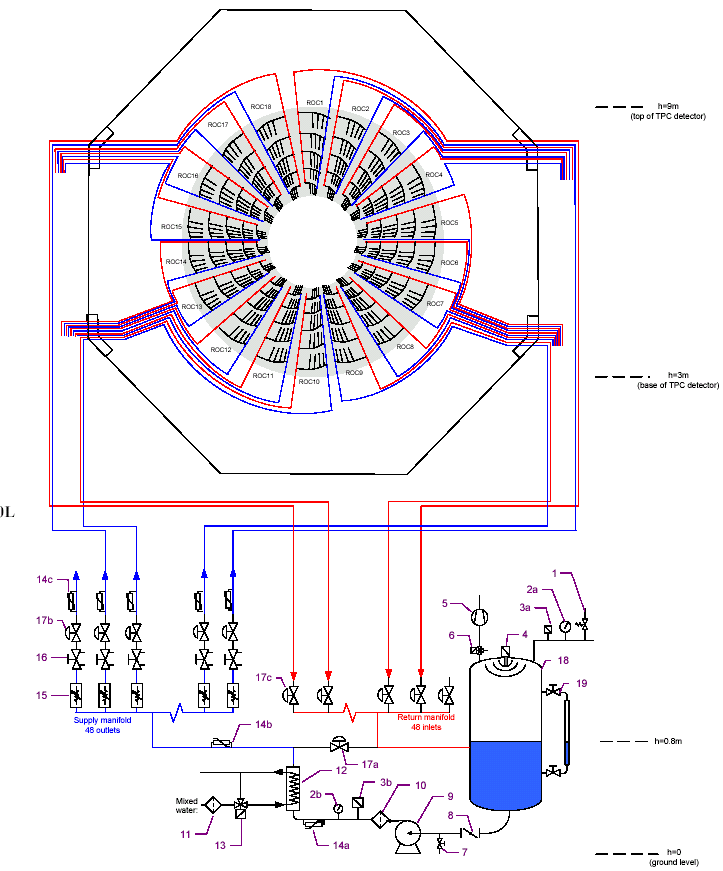 ROC1
ROC2
ROC3
ROC4
ROC5
ROC6
ROC7
ROC8
ROC9
ROC10
ROC11
ROC12
ROC13
ROC14
ROC15
ROC16
ROC17
ROC18
h=9m
(top of TPC detector)
h=3m
(base of TPC detector)
OL
14c
17b
16
15
Supply manifold
48 outlets
17c
Return manifold
48 inlets
14b
17a
5
6
4
3a
2a
1
18
19
h=0.8m
12
2b
3b
10
9
8
7
14a
Mixed
water:
11
13
h=0
(ground level)